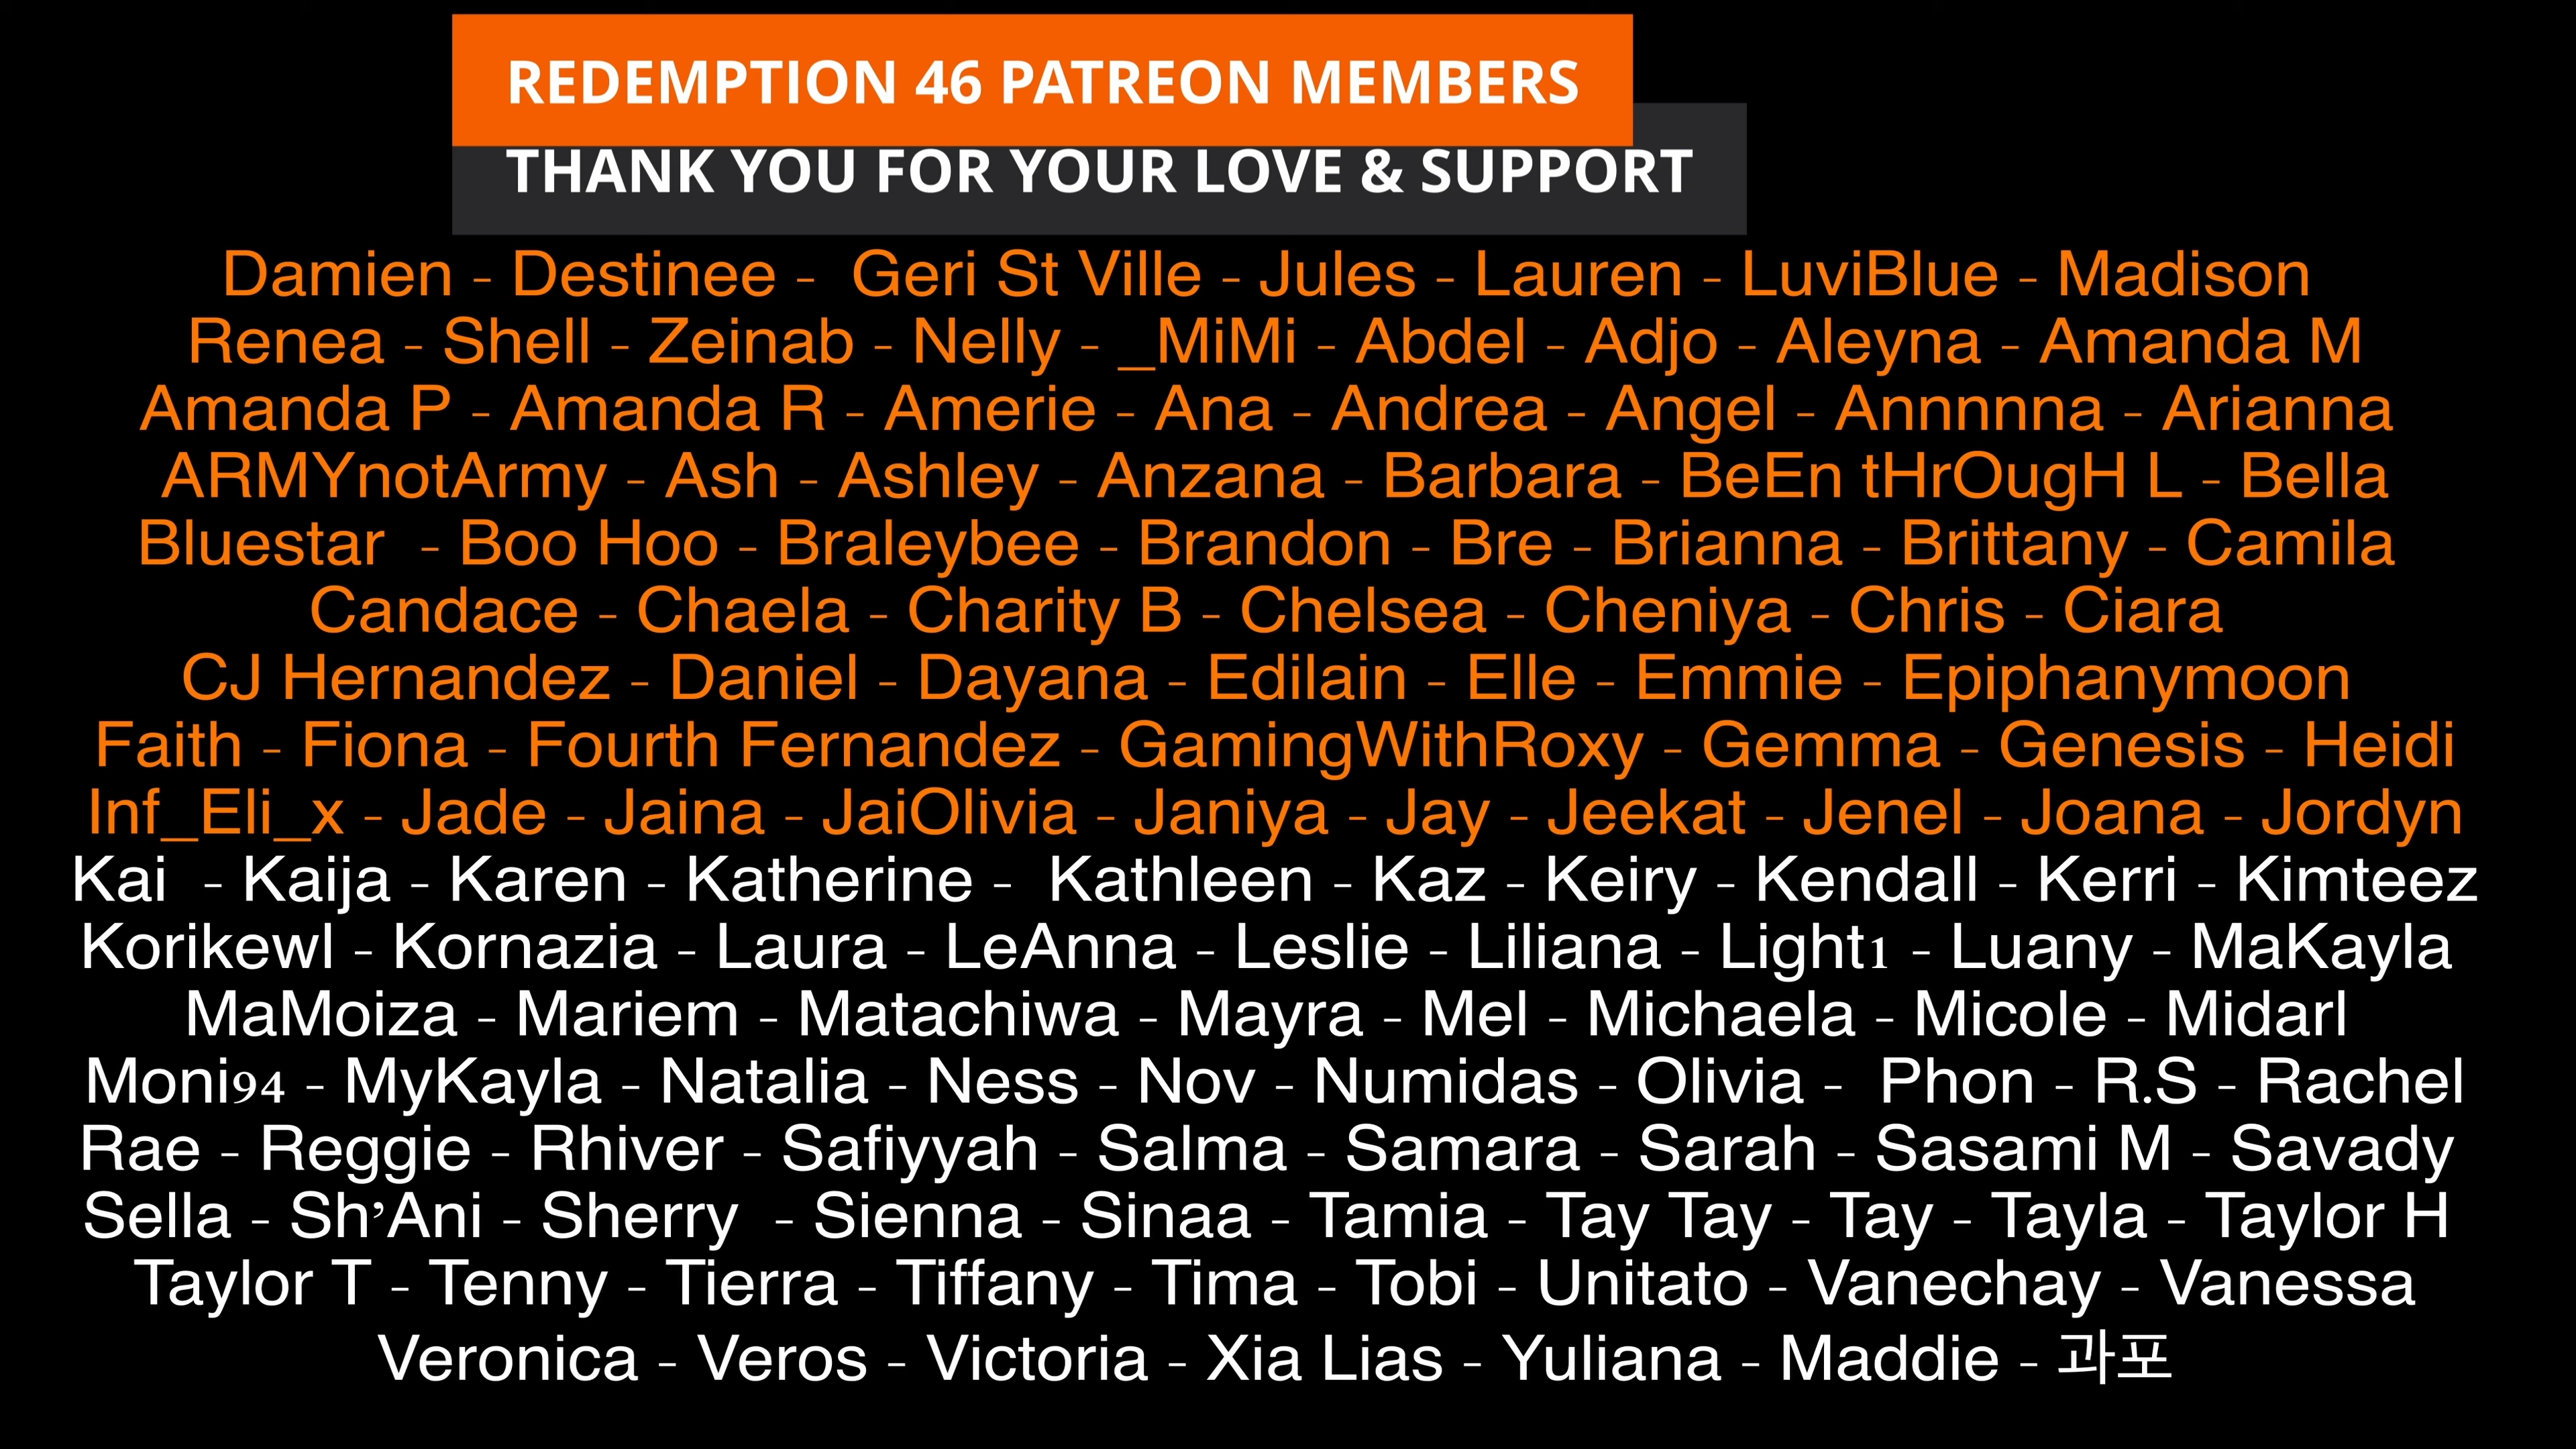 REDEMPTION 46 PATREON MEMBERS
THANK YOU FOR YOUR LOVE & SUPPORT
Damien - Destinee -  Geri St Ville - Jules - Lauren - LuviBlue - Madison
Renea - Shell - Zeinab - Nelly - _MiMi - Abdel - Adjo - Aleyna - Amanda M
Amanda P - Amanda R - Amerie - Ana - Andrea - Angel - Annnnna - Arianna
ARMYnotArmy - Ash - Ashley - Anzana - Barbara - BeEn tHrOugH L - Bella
Bluestar  - Boo Hoo - Braleybee - Brandon - Bre - Brianna - Brittany - Camila
Candace - Chaela - Charity B - Chelsea - Cheniya - Chris - Ciara
CJ Hernandez - Daniel - Dayana - Edilain - Elle - Emmie - Epiphanymoon
Faith - Fiona - Fourth Fernandez - GamingWithRoxy - Gemma - Genesis - Heidi
Inf_Eli_x - Jade - Jaina - JaiOlivia - Janiya - Jay - Jeekat - Jenel - Joana - Jordyn
Kai  - Kaija - Karen - Katherine -  Kathleen - Kaz - Keiry - Kendall - Kerri - Kimteez
Korikewl - Kornazia - Laura - LeAnna - Leslie - Liliana - Light1 - Luany - MaKayla
MaMoiza - Mariem - Matachiwa - Mayra - Mel - Michaela - Micole - Midarl
Moni94 - MyKayla - Natalia - Ness - Nov - Numidas - Olivia -  Phon - R.S - Rachel
Rae - Reggie - Rhiver - Safiyyah - Salma - Samara - Sarah - Sasami M - Savady
Sella - Sh’Ani - Sherry  - Sienna - Sinaa - Tamia - Tay Tay - Tay - Tayla - Taylor H
Taylor T - Tenny - Tierra - Tiffany - Tima - Tobi - Unitato - Vanechay - Vanessa
Veronica - Veros - Victoria - Xia Lias - Yuliana - Maddie - 과포